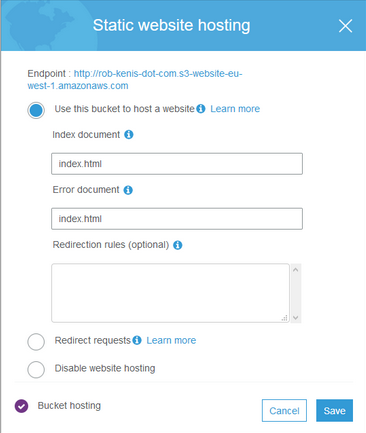 Static website hosting
Endpoint : http://rob-kenis-dot-com.s3-website-eu-
west-1.amazonaws.com
Use this bucket to host a website Learn more
Index document
index.html
Error document
index.html
Redirection rules (optional)
Redirect requests Learn more
Disable website hosting
Bucket hosting
Cancel Save